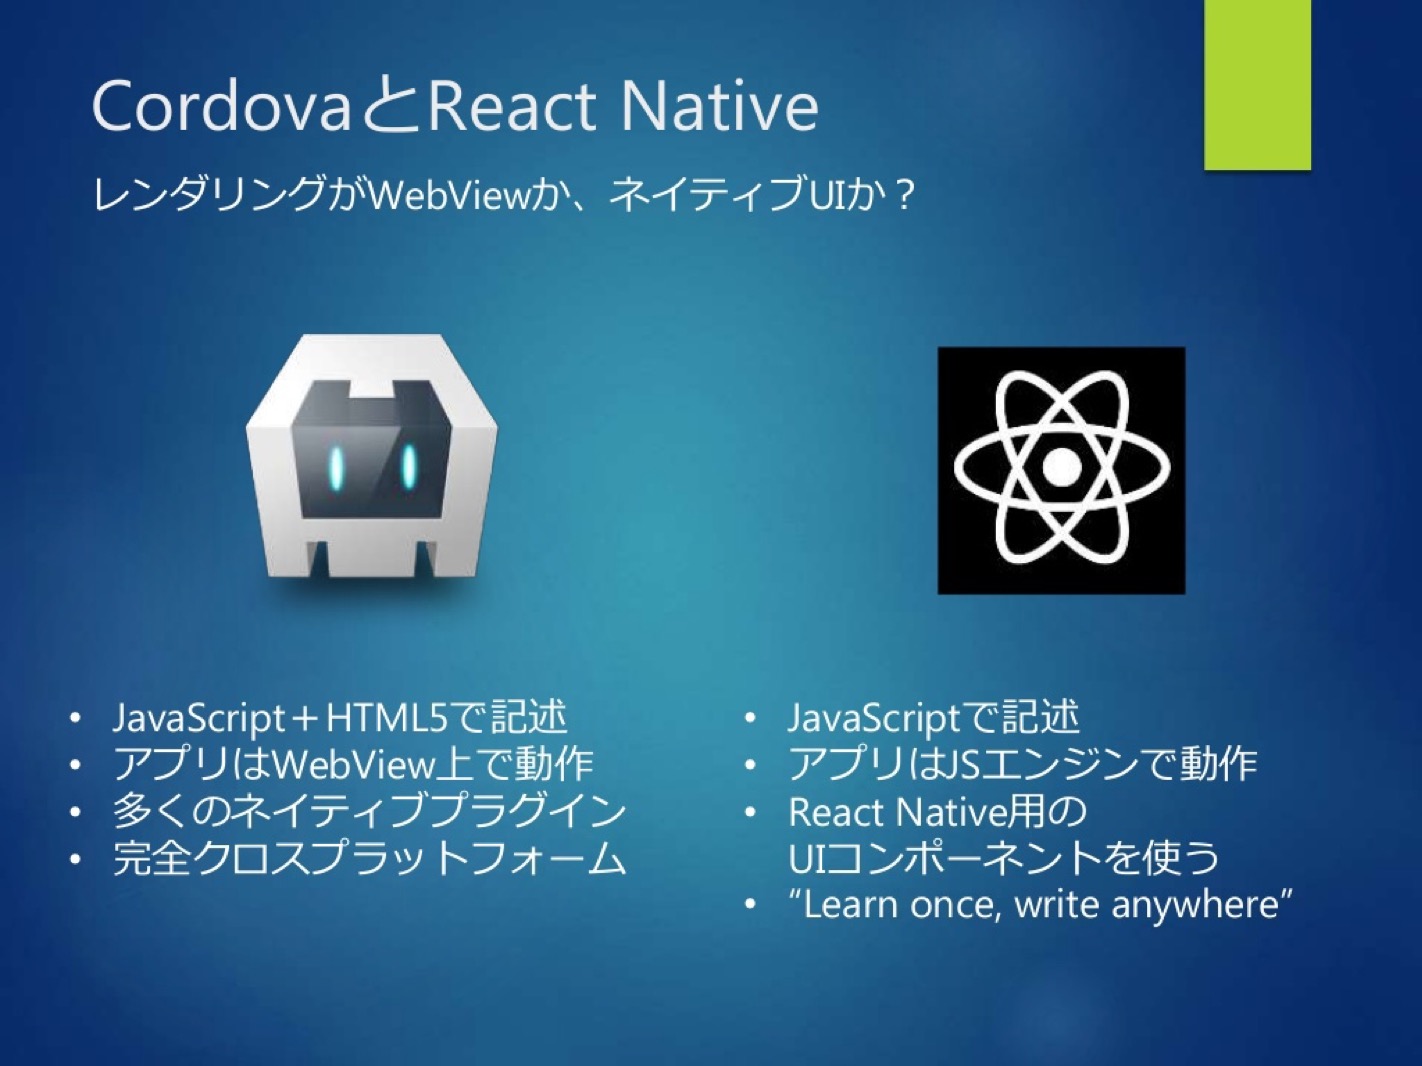 CordovaとReact Native
レンダリングがWebViewか、ネイティブUIか？
• JavaScript＋HTML5で記述
• アプリはWebView上で動作
• 多くのネイティブプラグイン
• 完全クロスプラットフォーム
• JavaScriptで記述
• アプリはJSエンジンで動作
• React Native用の
UIコンポーネントを使う
• “Learn once, write anywhere”